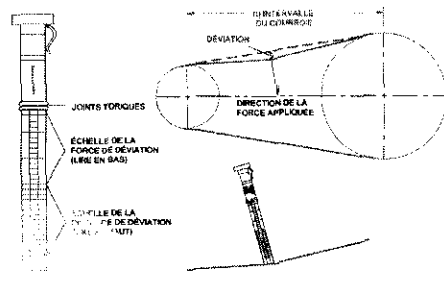 INTERVALLE
DU COURROIE
DÉVIATION
JOINTS TORIQUES
DIRECTION DE LA
FORCE APPLIQUÉE
ÉCHELLE DE LA
FORCE DE DÉVIATION
(LIRE EN BAS)
ÉCHELLE DE LA
DE DÉVIATION